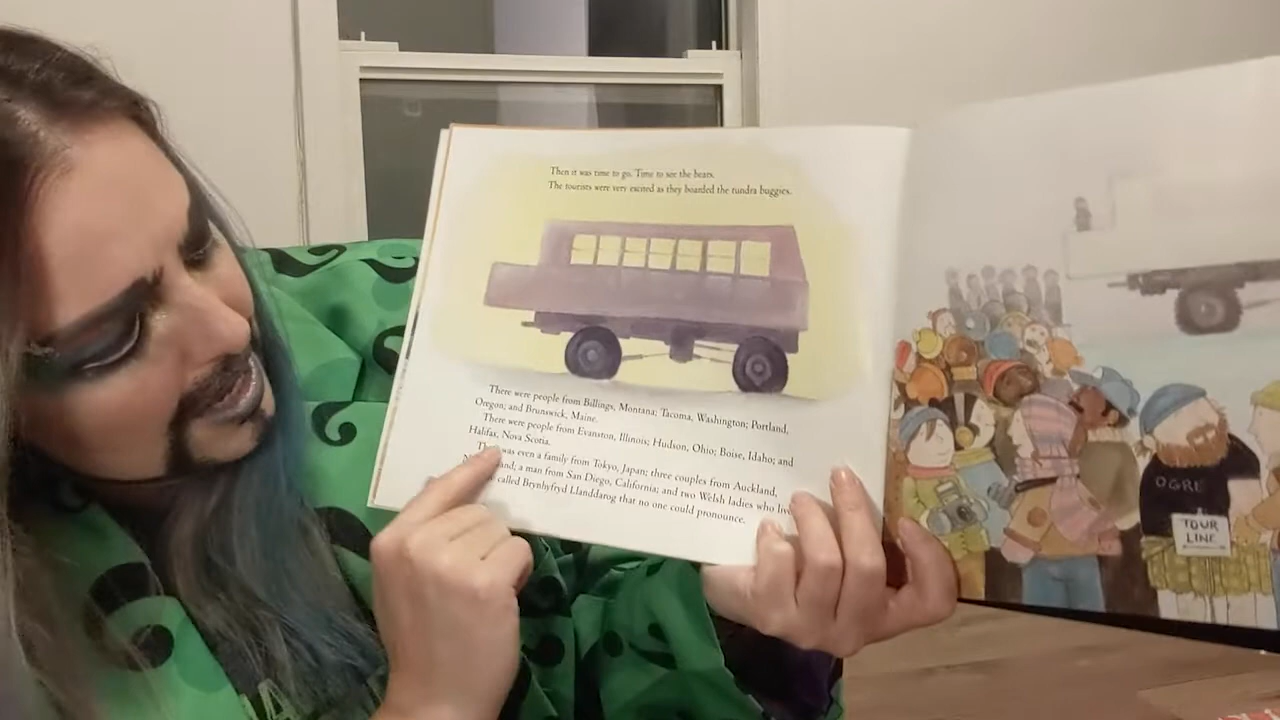 Then it was time to go. Time to see the bears.
The tourists were very excited as they boarded the tundra buggies.
There were people from Billings, Montana; Tacoma, Washington; Portland,
Oregon; and Brunswick, Maine.
There were people from Evanston, Illinois; Hudson, Ohio; Boise, Idaho; and
Halifax, Nova Scotia.
was even a family from Tokyo, Japan; three couples from Auckland,
a man from San Diego, California; and two Welsh ladies who
called Brynhyfryd Llanddarog that no one could pronounce.
OGRE
TOUR
LINE